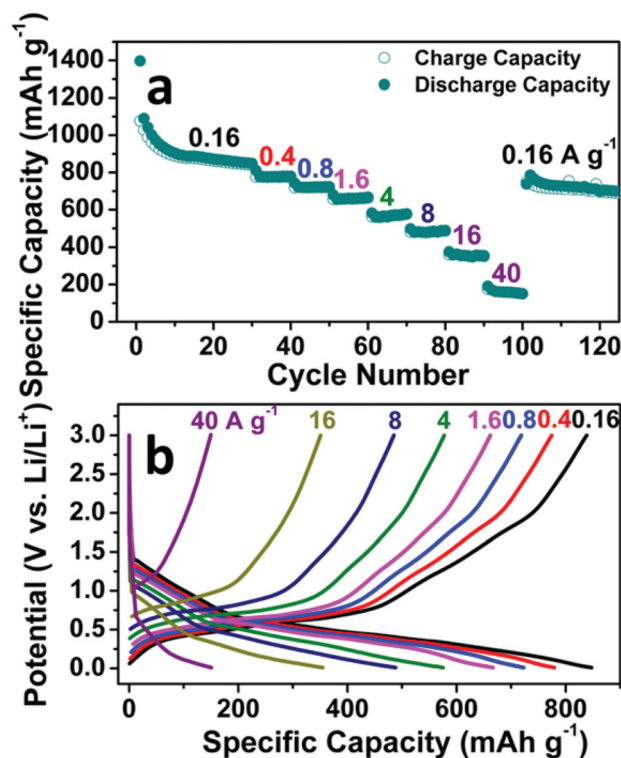 a
Charge Capacity
Discharge Capacity
0.16
0.4
0.8
1.6
4
8
16
40
0.16 A g⁻¹
1400
1200
1000
800
600
400
200
0
0 20 40 60 80 100 120
Cycle Number
Specific Capacity (mAh g⁻¹)
b
40 A g⁻¹ 16 8 4 1.6 0.8 0.4 0.16
3.0
2.5
2.0
1.5
1.0
0.5
0.0
0 200 400 600 800
Specific Capacity (mAh g⁻¹)
Potential (V vs. Li/Li⁺)